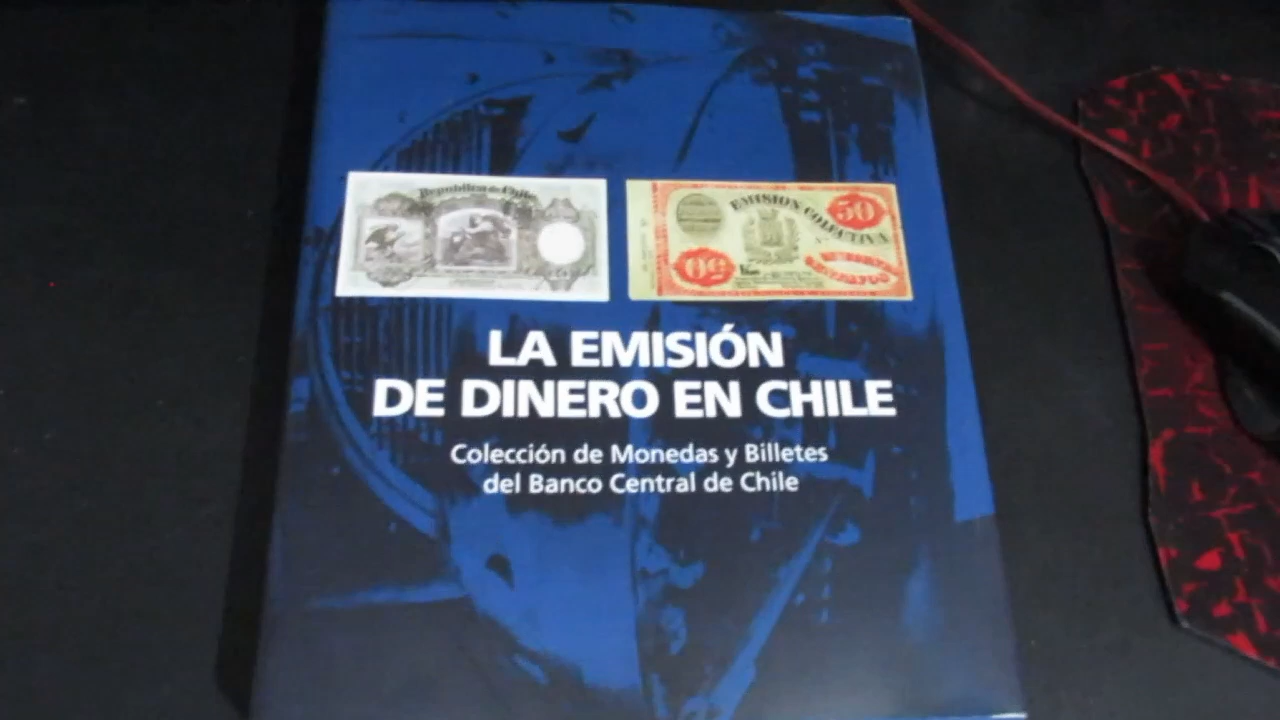 República de Chile
EMISION COLECTIVA
50
50
LA EMISIÓN
DE DINERO EN CHILE
Colección de Monedas y Billetes
del Banco Central de Chile